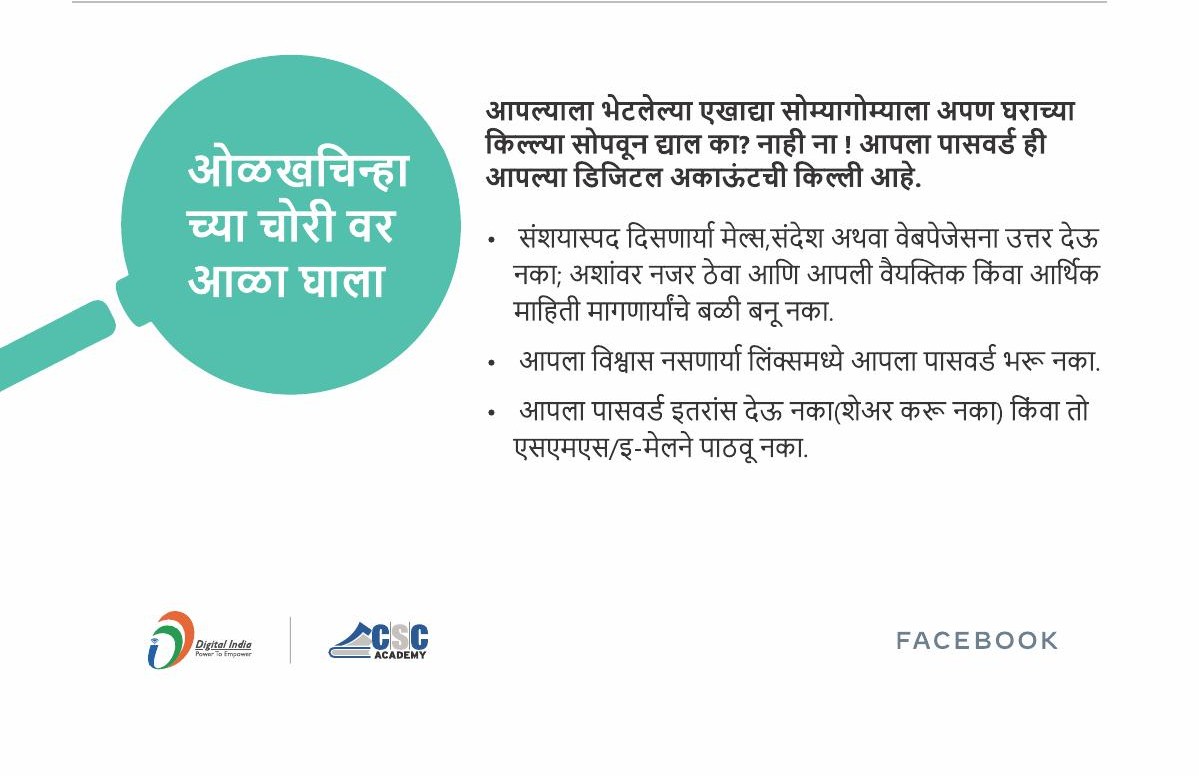 ओळखचिन्हा
च्या चोरी वर
आळा घाला
आपल्याला भेटलेल्या एखाद्या सोम्यागोम्याला अपण घराच्या
किल्ल्या सोपवून द्याल का? नाही ना ! आपला पासवर्ड ही
आपल्या डिजिटल अकाऊंटची किल्ली आहे.
• संशयास्पद दिसणार्या मेल्स,संदेश अथवा वेबपेजेसना उत्तर देऊ
नका; अशांवर नजर ठेवा आणि आपली वैयक्तिक किंवा आर्थिक
माहिती मागणार्यांचे बळी बनू नका.
• आपला विश्वास नसणार्या लिंक्समध्ये आपला पासवर्ड भरू नका.
• आपला पासवर्ड इतरांस देऊ नका(शेअर करू नका) किंवा तो
एसएमएस/इ-मेलने पाठवू नका.
Digital India
Power To Empower
CSC
ACADEMY
FACEBOOK